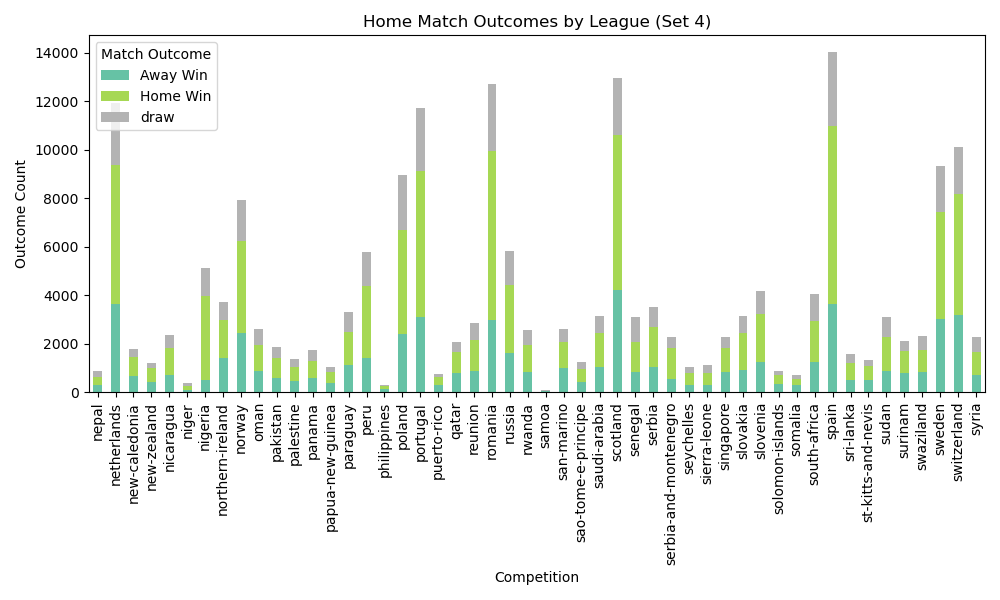 Home Match Outcomes by League (Set 4)
Match Outcome
Away Win
Home Win
draw
14000
12000
10000
8000
6000
4000
2000
0
Outcome Count
nepal
netherlands
new-caledonia
new-zealand
nicaragua
niger
nigeria
northern-ireland
norway
oman
pakistan
palestine
panama
papua-new-guinea
paraguay
peru
philippines
poland
portugal
puerto-rico
qatar
reunion
romania
russia
rwanda
samoa
san-marino
sao-tome-e-principe
saudi-arabia
scotland
senegal
serbia
serbia-and-montenegro
seychelles
sierra-leone
singapore
slovakia
slovenia
solomon-islands
somalia
south-africa
spain
sri-lanka
st-kitts-and-nevis
sudan
surinam
swaziland
sweden
switzerland
syria
Competition